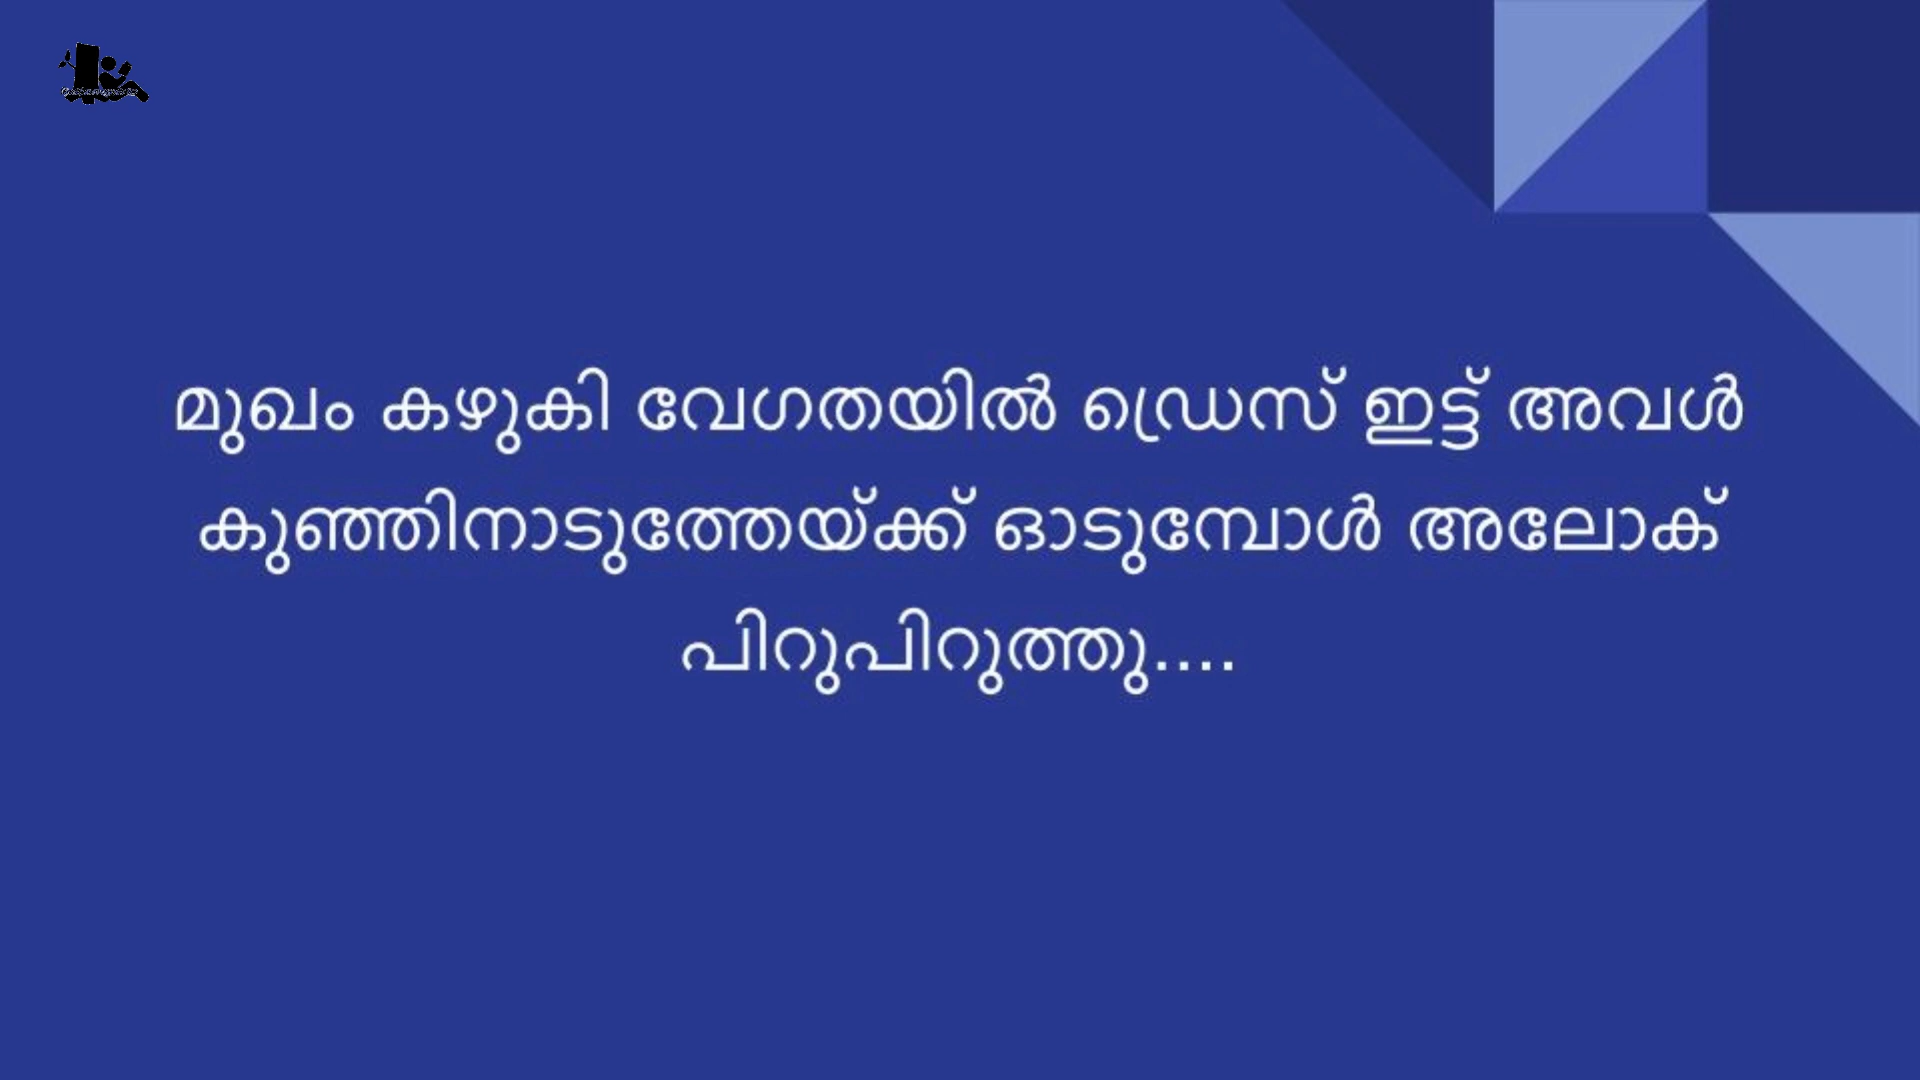 മുഖം കഴുകി വേഗതയിൽ ഡ്രെസ് ഇട്ട് അവൾ
കുഞ്ഞിനാടുത്തേയ്ക്ക് ഓടുമ്പോൾ അലോക്
പിറുപിറുത്തു....